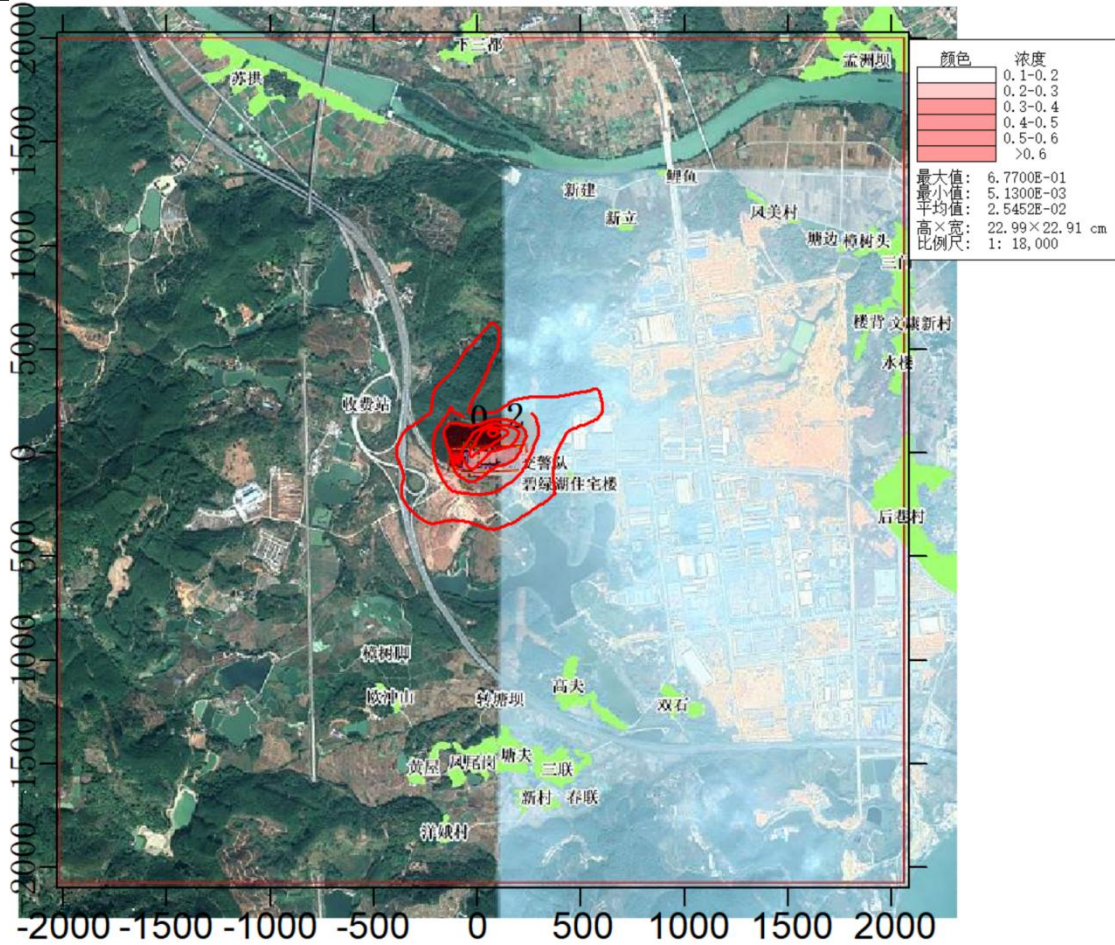 颜色 浓度
0.1-0.2
0.2-0.3
0.3-0.4
0.4-0.5
0.5-0.6
>0.6
最大值: 6.7700E-01
最小值: 5.1300E-03
平均值: 2.5452E-02
高×宽: 22.99×22.91 cm
比例尺: 1: 18,000
2000
1500
1000
500
0
500
1000
1500
2000
下三都
孟洲坝
苏拱
鲤鱼
新建
新立
风美村
塘边
樟树头
楼背
文康新村
水楼
收费站
0.2
交警队
碧绿湖住宅楼
后巷村
樟树脚
欧冲山
转塘坝
高夫
双石
黄屋
凤尾岗
塘夫
三联
新村
春联
洋娥村
-2000 -1500 -1000 -500 0 500 1000 1500 2000